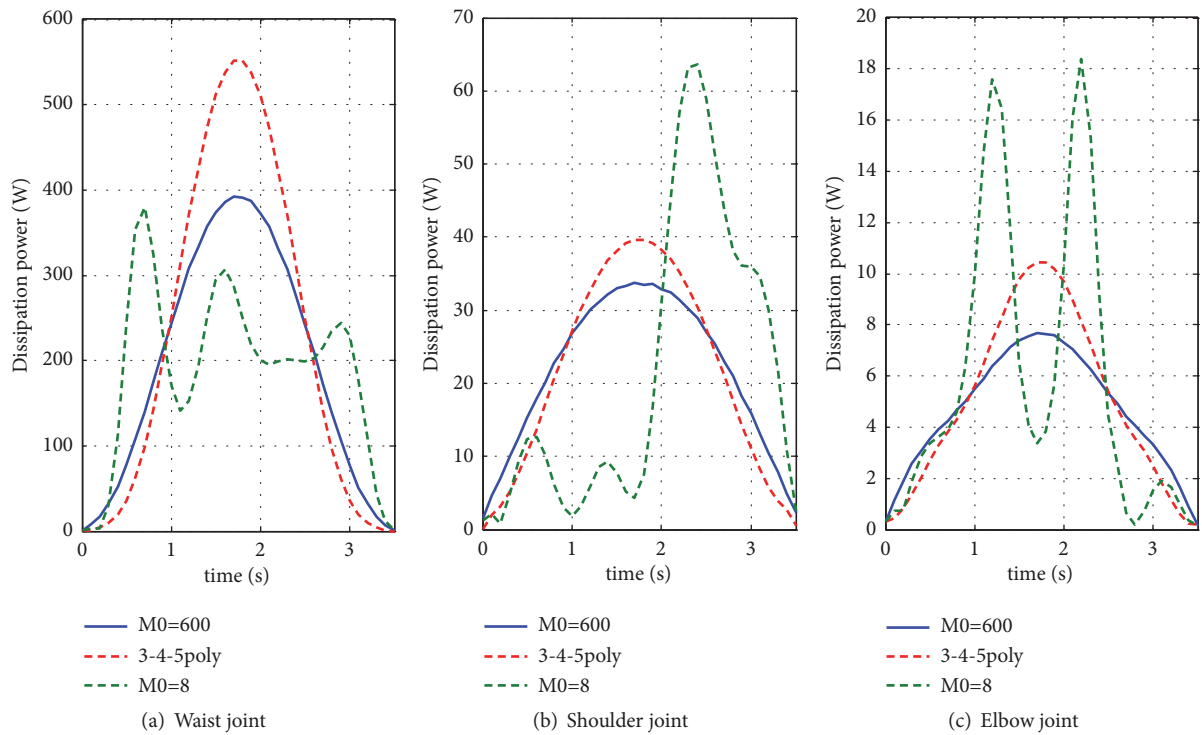 600
500
400
300
200
100
0
Dissipation power (W)
0 1 2 3
time (s)
M0=600
3-4-5poly
M0=8
(a) Waist joint
70
60
50
40
30
20
10
0
Dissipation power (W)
0 1 2 3
time (s)
M0=600
3-4-5poly
M0=8
(b) Shoulder joint
20
18
16
14
12
10
8
6
4
2
0
Dissipation power (W)
0 1 2 3
time (s)
M0=600
3-4-5poly
M0=8
(c) Elbow joint